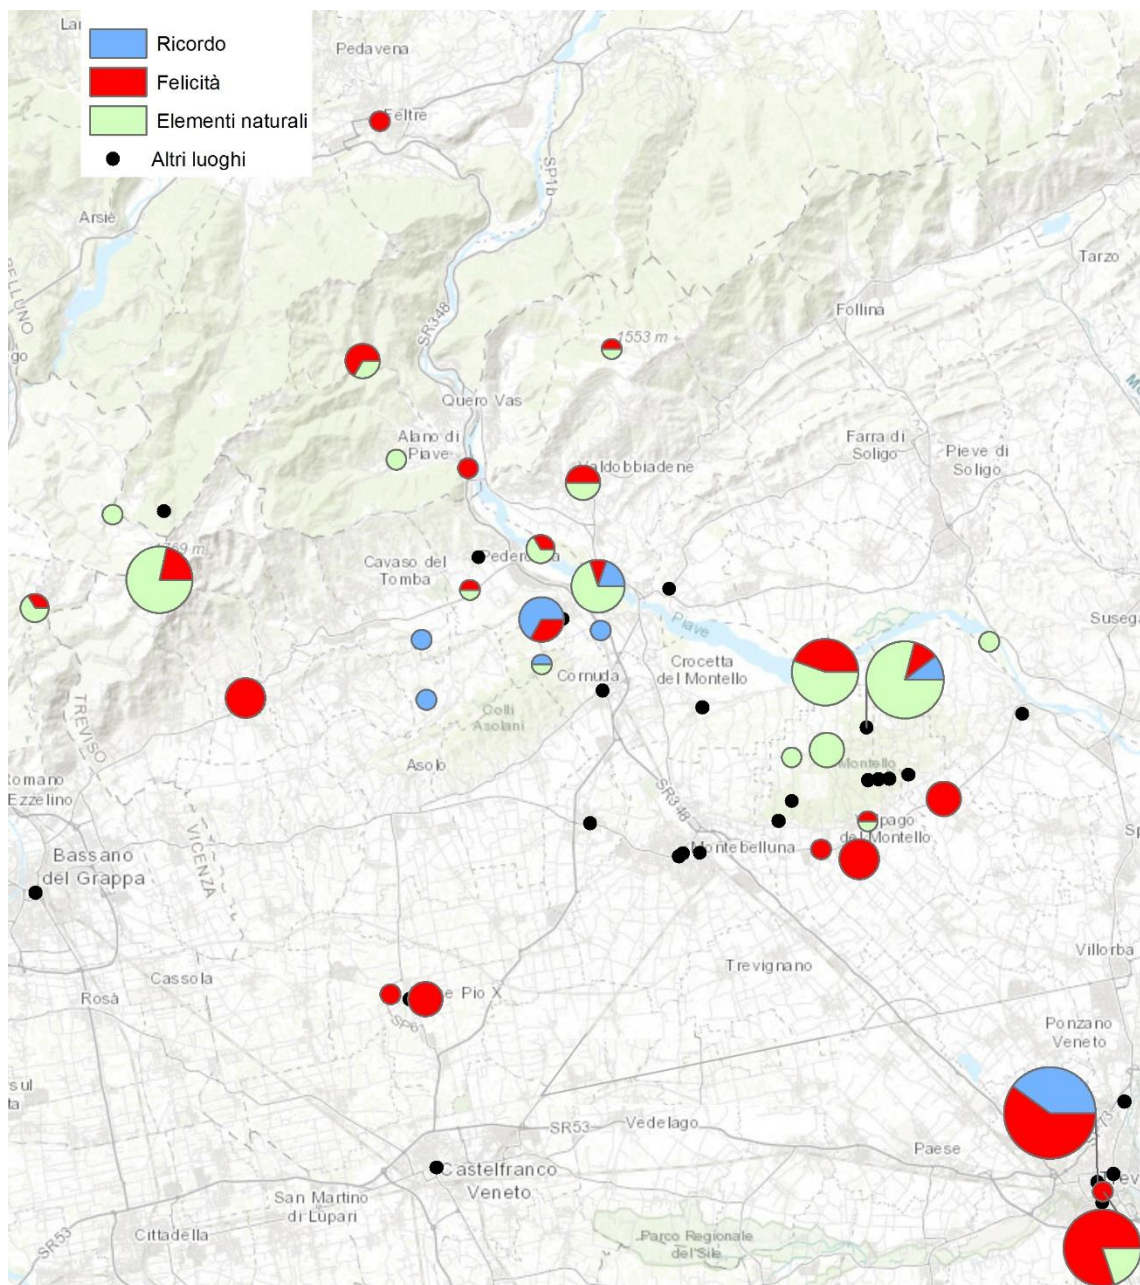 Ricordo
Felicità
Elementi naturali
Altri luoghi
Pedavena
Feltre
SP1b
Arsiè
BELLUNO
Tarzo
Follina
SR348
1553 m
Quero Vas
Alano di
Piave
Farra di
Soligo
Pieve di
Soligo
Valdobbiadene
Cavaso del
Tomba
Piave
Crocetta
del Montello
Cornuda
Colli
Asolani
Asolo
TREVISO
VICENZA
Romano
Ezzelino
Bassano
del Grappa
SR348
Montello
del Montello
Montebelluna
Villorba
Trevignano
Cassola
Rosà
e Pio X
SP6
Ponzano
Veneto
SR53
Vedelago
Paese
Castelfranco
Veneto
San Martino
di Lupari
Cittadella
SR53
Parco Regionale
del Sile